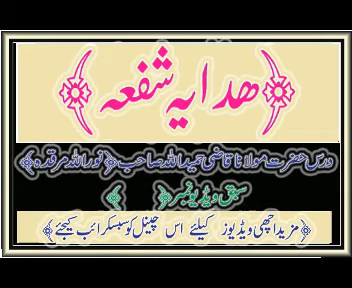 ﴿ھدایہ شفعہ﴾
درس حضرت مولانا قاضی حمید اللہ صاحب ﴿نور اللہ مرقدہ﴾
سبق ویڈیو نمبر﴿ ﴾
﴿مزید اچھی ویڈیوز کیلئے اس چینل کو سبسکرائب کیجئے﴾